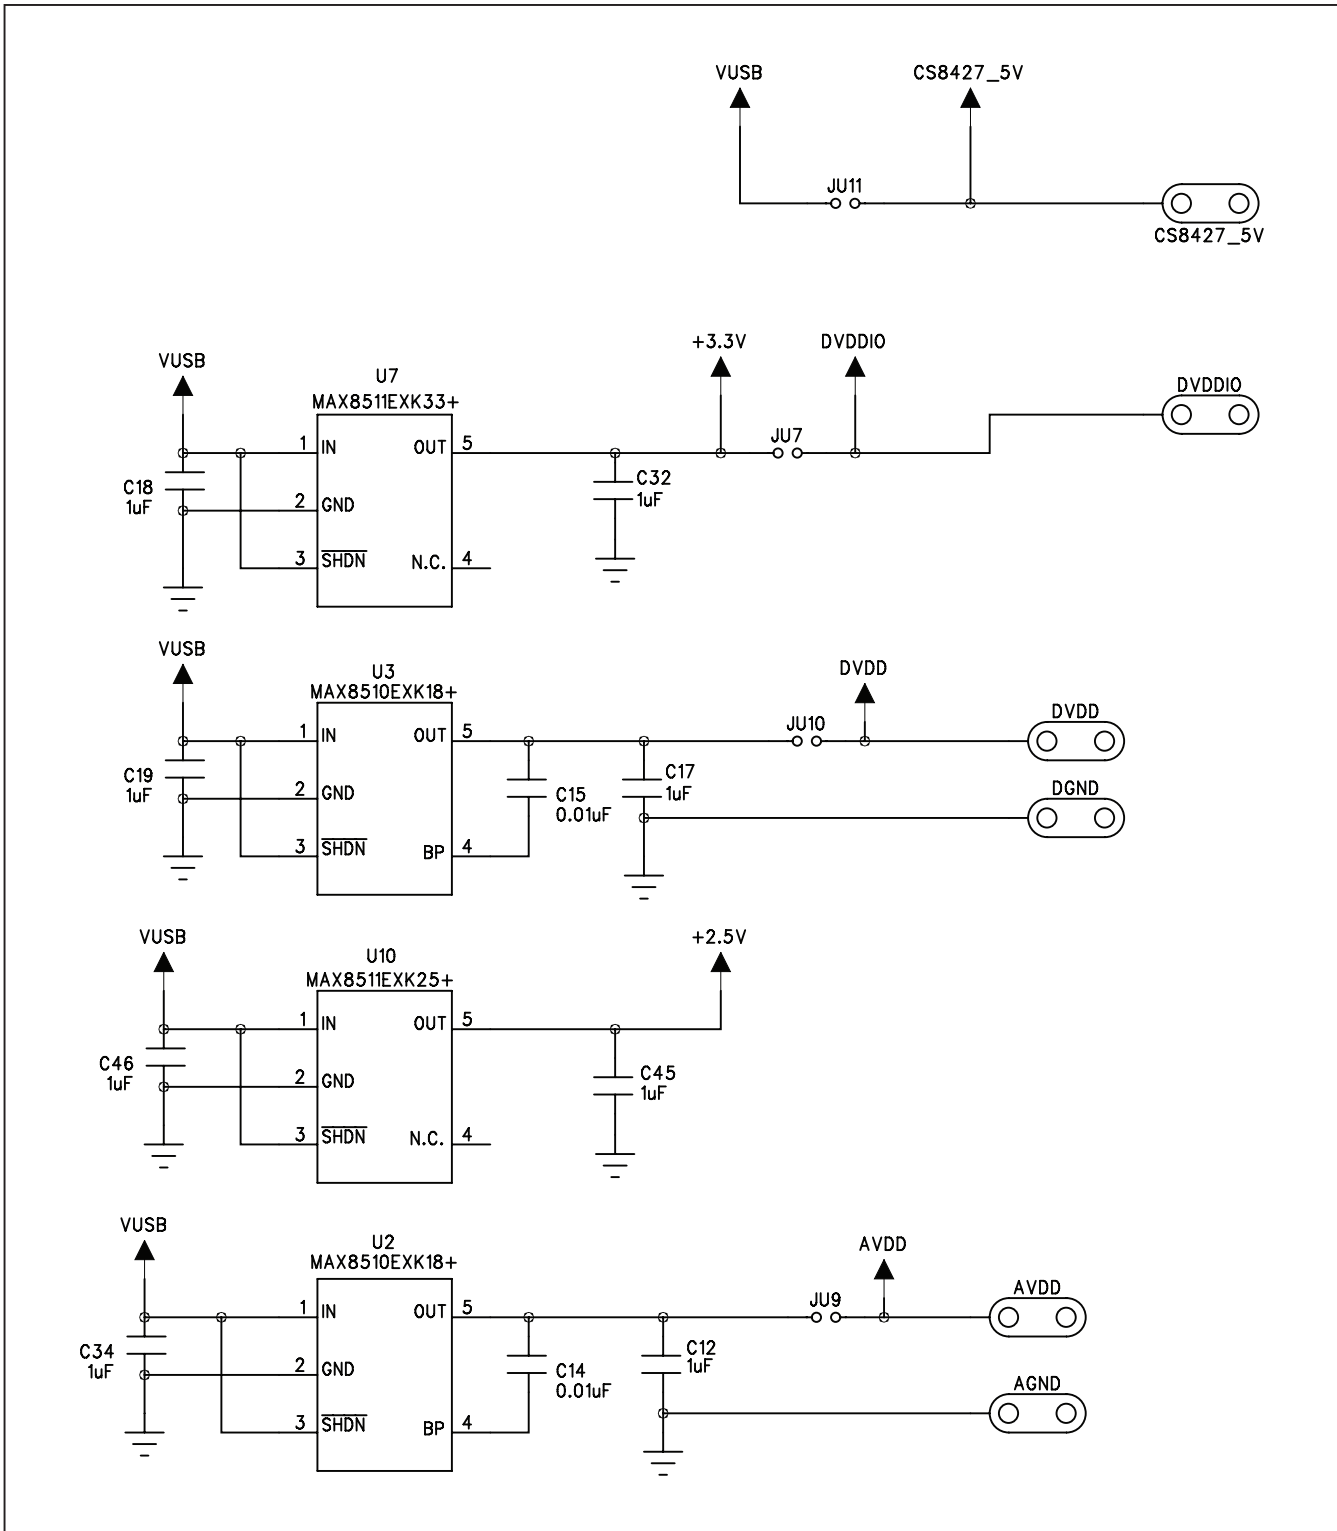 VUSB
CS8427_5V
JU11
CS8427_5V
VUSB
U7
MAX8511EXK33+
1 IN
2 GND
3 SHDN
OUT 5
N.C. 4
C18
1uF
C32
1uF
+3.3V
JU7
DVDDIO
DVDDIO
VUSB
U3
MAX8510EXK18+
1 IN
2 GND
3 SHDN
OUT 5
BP 4
C19
1uF
C15
0.01uF
C17
1uF
JU10
DVDD
DVDD
DGND
VUSB
U10
MAX8511EXK25+
1 IN
2 GND
3 SHDN
OUT 5
N.C. 4
C46
1uF
C45
1uF
+2.5V
VUSB
U2
MAX8510EXK18+
1 IN
2 GND
3 SHDN
OUT 5
BP 4
C34
1uF
C14
0.01uF
C12
1uF
JU9
AVDD
AVDD
AGND